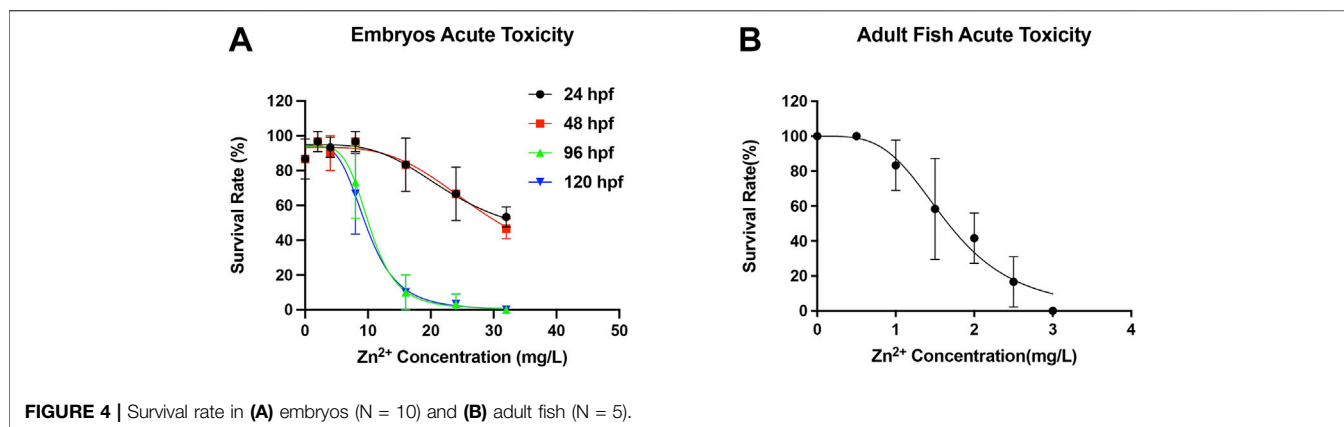 A
Embryos Acute Toxicity
Survival Rate (%)
120
100
80
60
40
20
0
0 10 20 30 40 50
Zn²⁺ Concentration (mg/L)
24 hpf
48 hpf
96 hpf
120 hpf
B
Adult Fish Acute Toxicity
Survival Rate(%)
120
100
80
60
40
20
0
0 1 2 3 4
Zn²⁺ Concentration(mg/L)
FIGURE 4 | Survival rate in (A) embryos (N = 10) and (B) adult fish (N = 5).